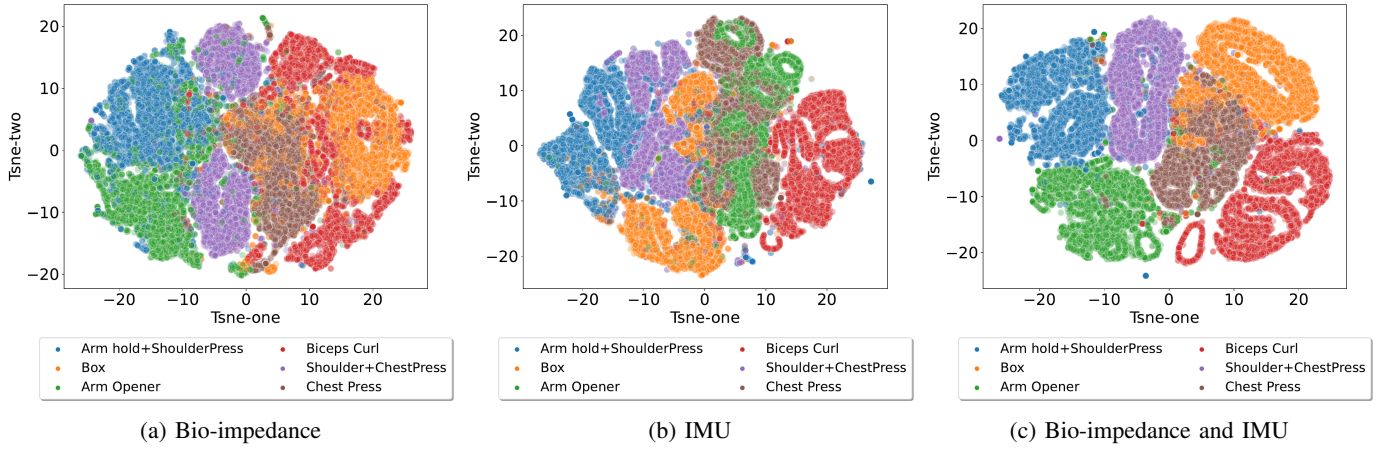 20
10
0
−10
−20
Tsne-two
−20 −10 0 10 20
Tsne-one
Arm hold+ShoulderPress Biceps Curl
Box Shoulder+ChestPress
Arm Opener Chest Press
(a) Bio-impedance
20
10
0
−10
−20
Tsne-two
−20 −10 0 10 20
Tsne-one
Arm hold+ShoulderPress Biceps Curl
Box Shoulder+ChestPress
Arm Opener Chest Press
(b) IMU
20
10
0
−10
−20
Tsne-two
−20 −10 0 10 20
Tsne-one
Arm hold+ShoulderPress Biceps Curl
Box Shoulder+ChestPress
Arm Opener Chest Press
(c) Bio-impedance and IMU